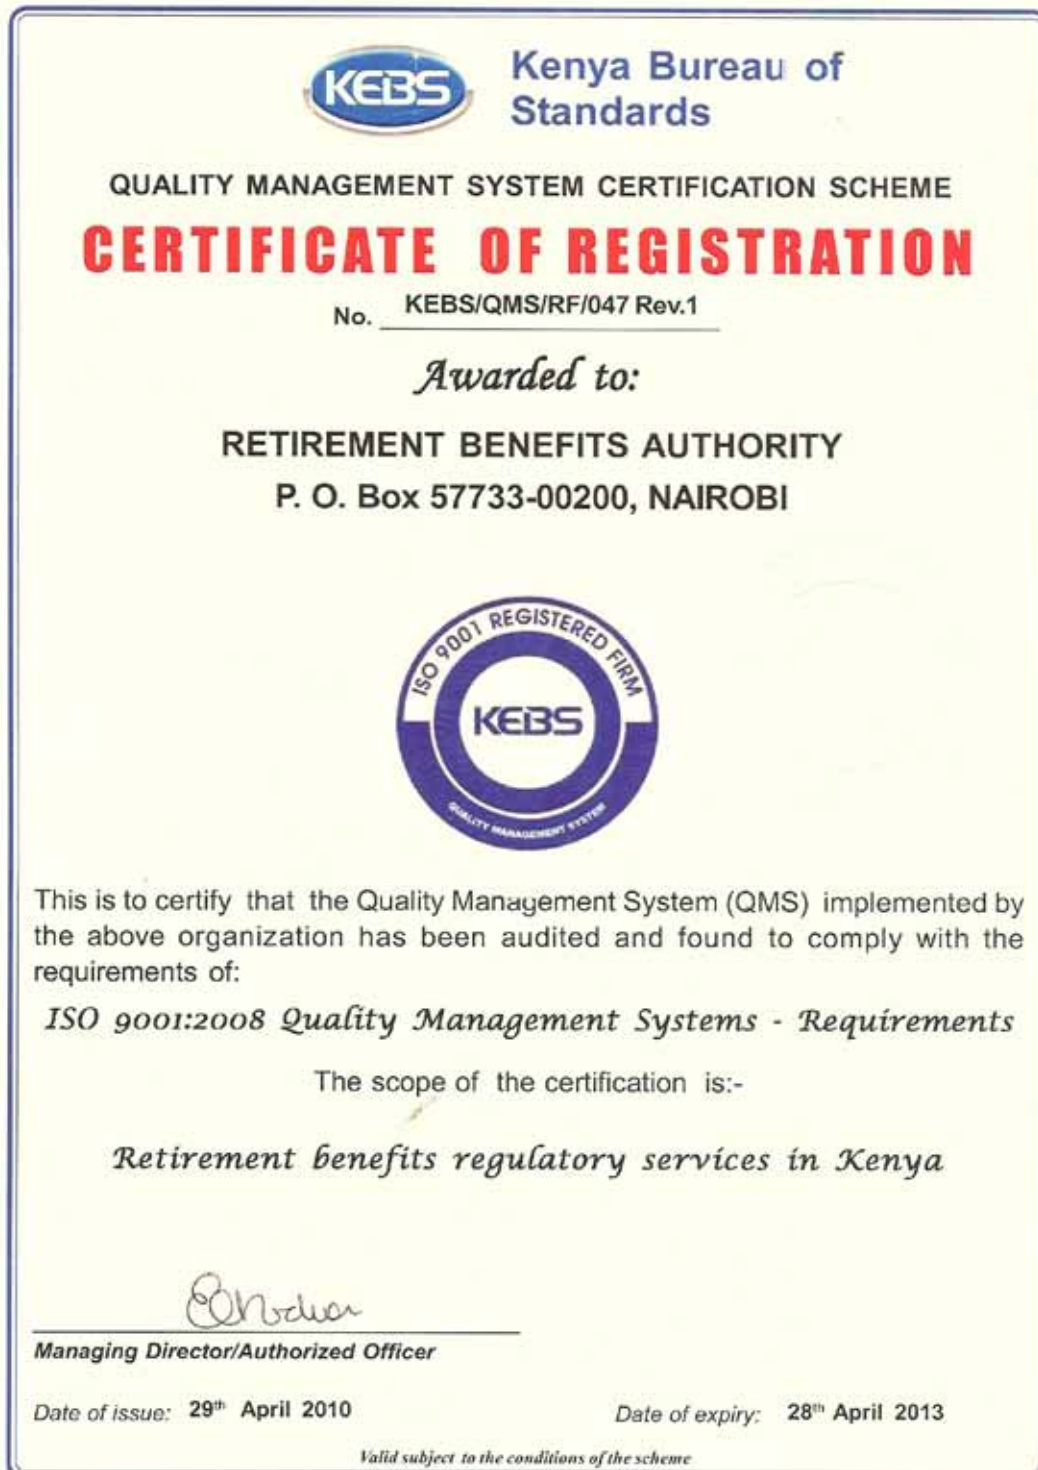 KEBS
Kenya Bureau of
Standards
QUALITY MANAGEMENT SYSTEM CERTIFICATION SCHEME
CERTIFICATE OF REGISTRATION
No. KEBS/QMS/RF/047 Rev.1
Awarded to:
RETIREMENT BENEFITS AUTHORITY
P. O. Box 57733-00200, NAIROBI
ISO 9001 REGISTERED FIRM
KEBS
QUALITY MANAGEMENT SYSTEM
This is to certify that the Quality Management System (QMS) implemented by
the above organization has been audited and found to comply with the
requirements of:
ISO 9001:2008 Quality Management Systems - Requirements
The scope of the certification is:-
Retirement benefits regulatory services in Kenya
Managing Director/Authorized Officer
Date of issue: 29th April 2010 Date of expiry: 28th April 2013
Valid subject to the conditions of the scheme